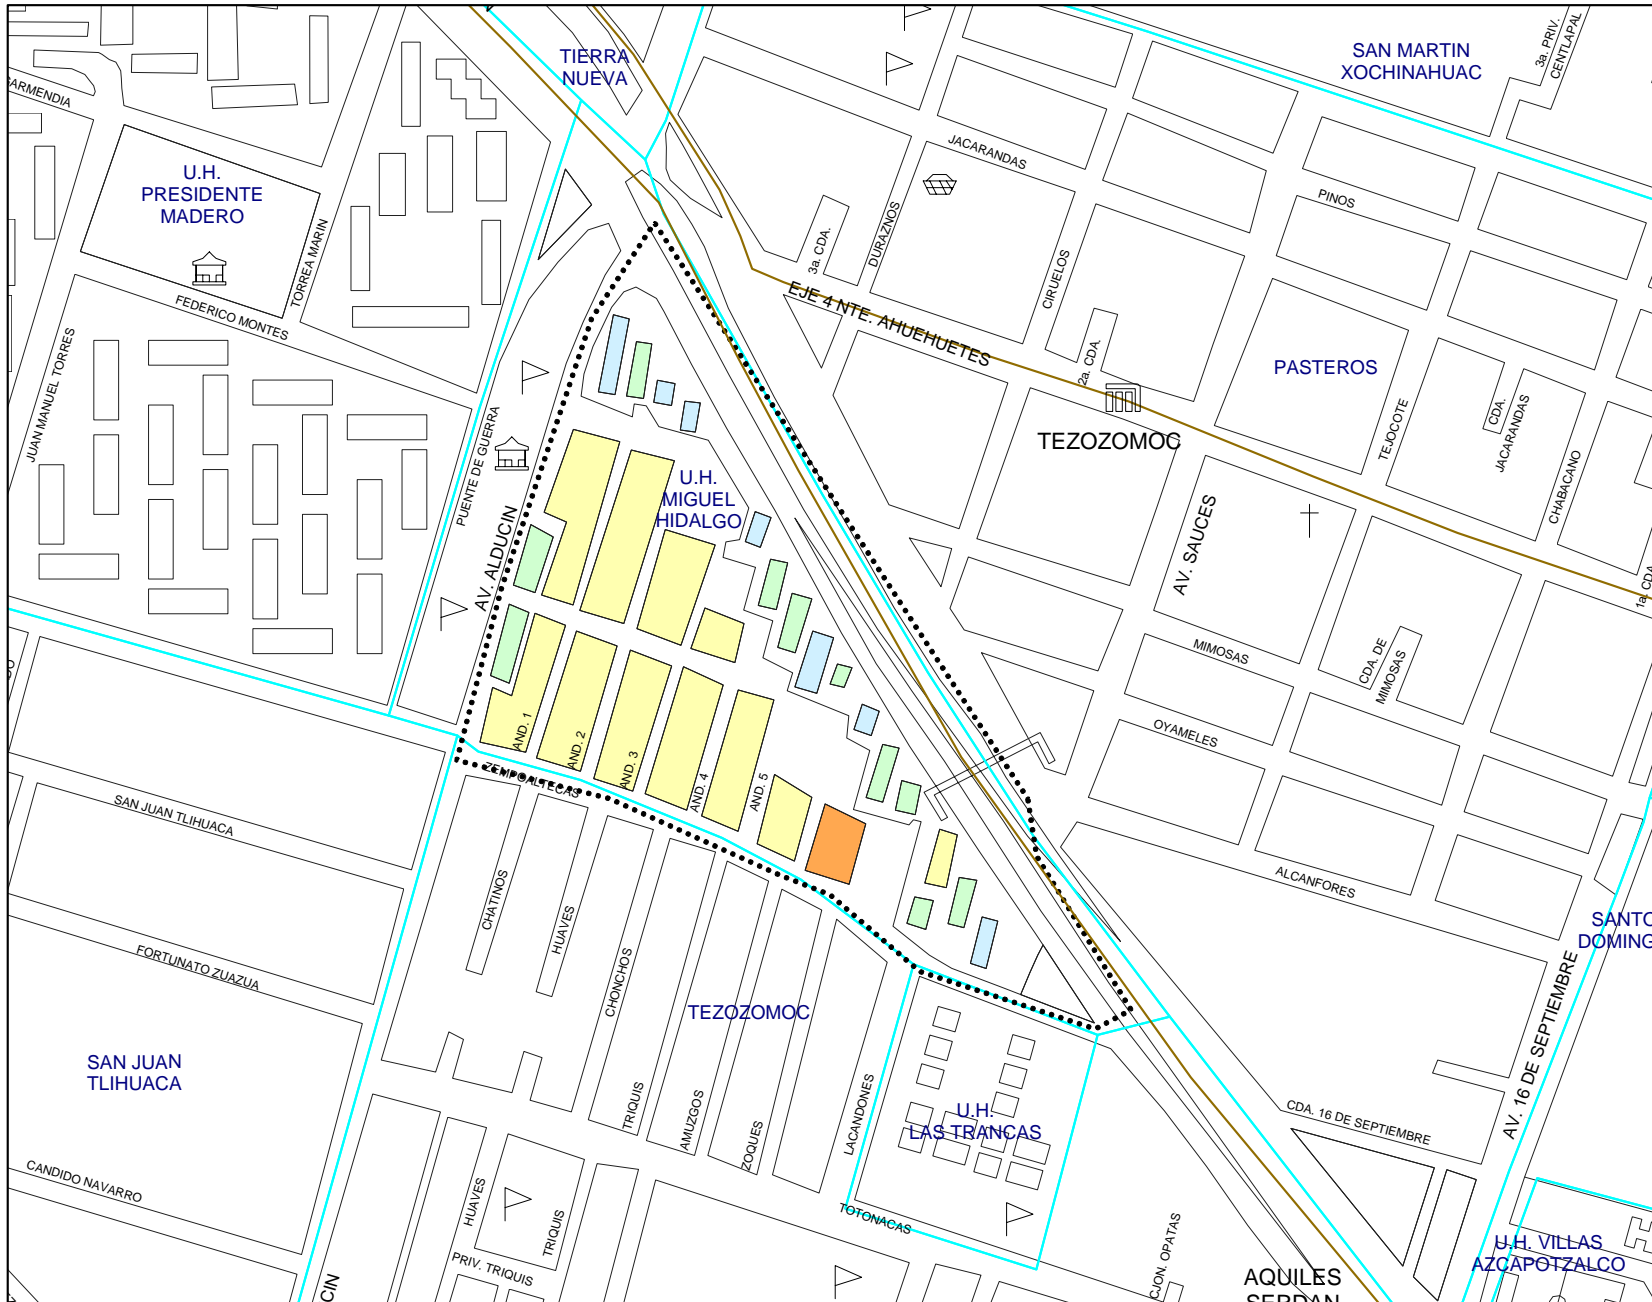 TIERRA
NUEVA
SAN MARTIN
XOCHINAHUAC
3a. PRIV.
CENTLAPAL
GARMENDIA
U.H.
PRESIDENTE
MADERO
TORREA MARIN
FEDERICO MONTES
JUAN MANUEL TORRES
PUENTE DE GUERRA
JACARANDAS
PINOS
DURAZNOS
3a. CDA.
CIRUELOS
EJE 4 NTE. AHUEHUETES
2a. CDA.
PASTEROS
TEZOZOMOC
TEJOCOTE
CDA.
JACARANDAS
CHABACANO
1a. CDA.
AV. SAUCES
U.H.
MIGUEL
HIDALGO
AV. ALDUCIN
MIMOSAS
CDA. DE
MIMOSAS
OYAMELES
AND. 1
AND. 2
AND. 3
AND. 4
AND. 5
ZEMPOALTECAS
SAN JUAN TLIHUACA
ALCANFORES
CHATINOS
HUAVES
CHONCHOS
FORTUNATO ZUAZUA
SANTO
DOMING
AV. 16 DE SEPTIEMBRE
TEZOZOMOC
SAN JUAN
TLIHUACA
TRIQUIS
AMUZGOS
ZOQUES
LACANDONES
U.H.
LAS TRANCAS
CDA. 16 DE SEPTIEMBRE
CANDIDO NAVARRO
HUAVES
TRIQUIS
PRIV. TRIQUIS
TOTONACAS
CJON. OPATAS
U.H. VILLAS
AZCAPOTZALCO
AQUILES
SERDAN
CIN